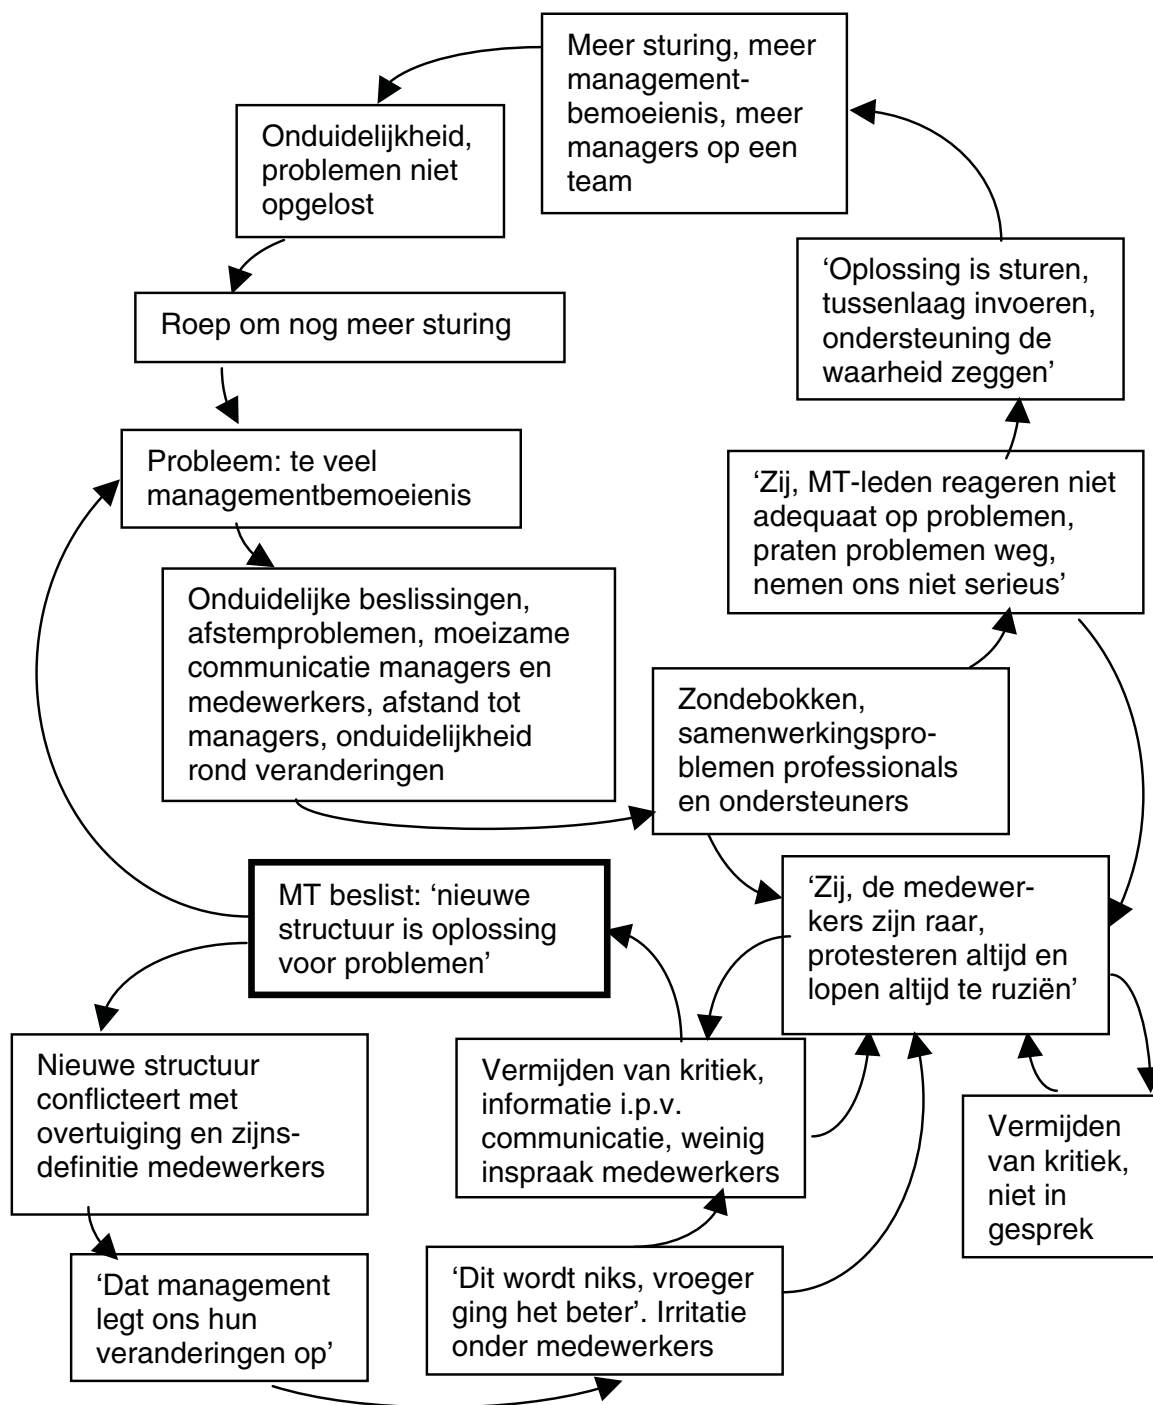 Meer sturing, meer
management-
bemoeienis, meer
managers op een
team
Onduidelijkheid,
problemen niet
opgelost
‘Oplossing is sturen,
tussenlaag invoeren,
ondersteuning de
waarheid zeggen’
Roep om nog meer sturing
Probleem: te veel
managementbemoeienis
‘Zij, MT-leden reageren niet
adequaat op problemen,
praten problemen weg,
nemen ons niet serieus’
Onduidelijke beslissingen,
afstemproblemen, moeizame
communicatie managers en
medewerkers, afstand tot
managers, onduidelijkheid
rond veranderingen
Zondebokken,
samenwerkingspro-
blemen professionals
en ondersteuners
MT beslist: ‘nieuwe
structuur is oplossing
voor problemen’
‘Zij, de medewer-
kers zijn raar,
protesteren altijd en
lopen altijd te ruziën’
Nieuwe structuur
conflicteert met
overtuiging en zijns-
definitie medewerkers
Vermijden van kritiek,
informatie i.p.v.
communicatie, weinig
inspraak medewerkers
Vermijden
van kritiek,
niet in
gesprek
‘Dat management
legt ons hun
veranderingen op’
‘Dit wordt niks, vroeger
ging het beter’. Irritatie
onder medewerkers